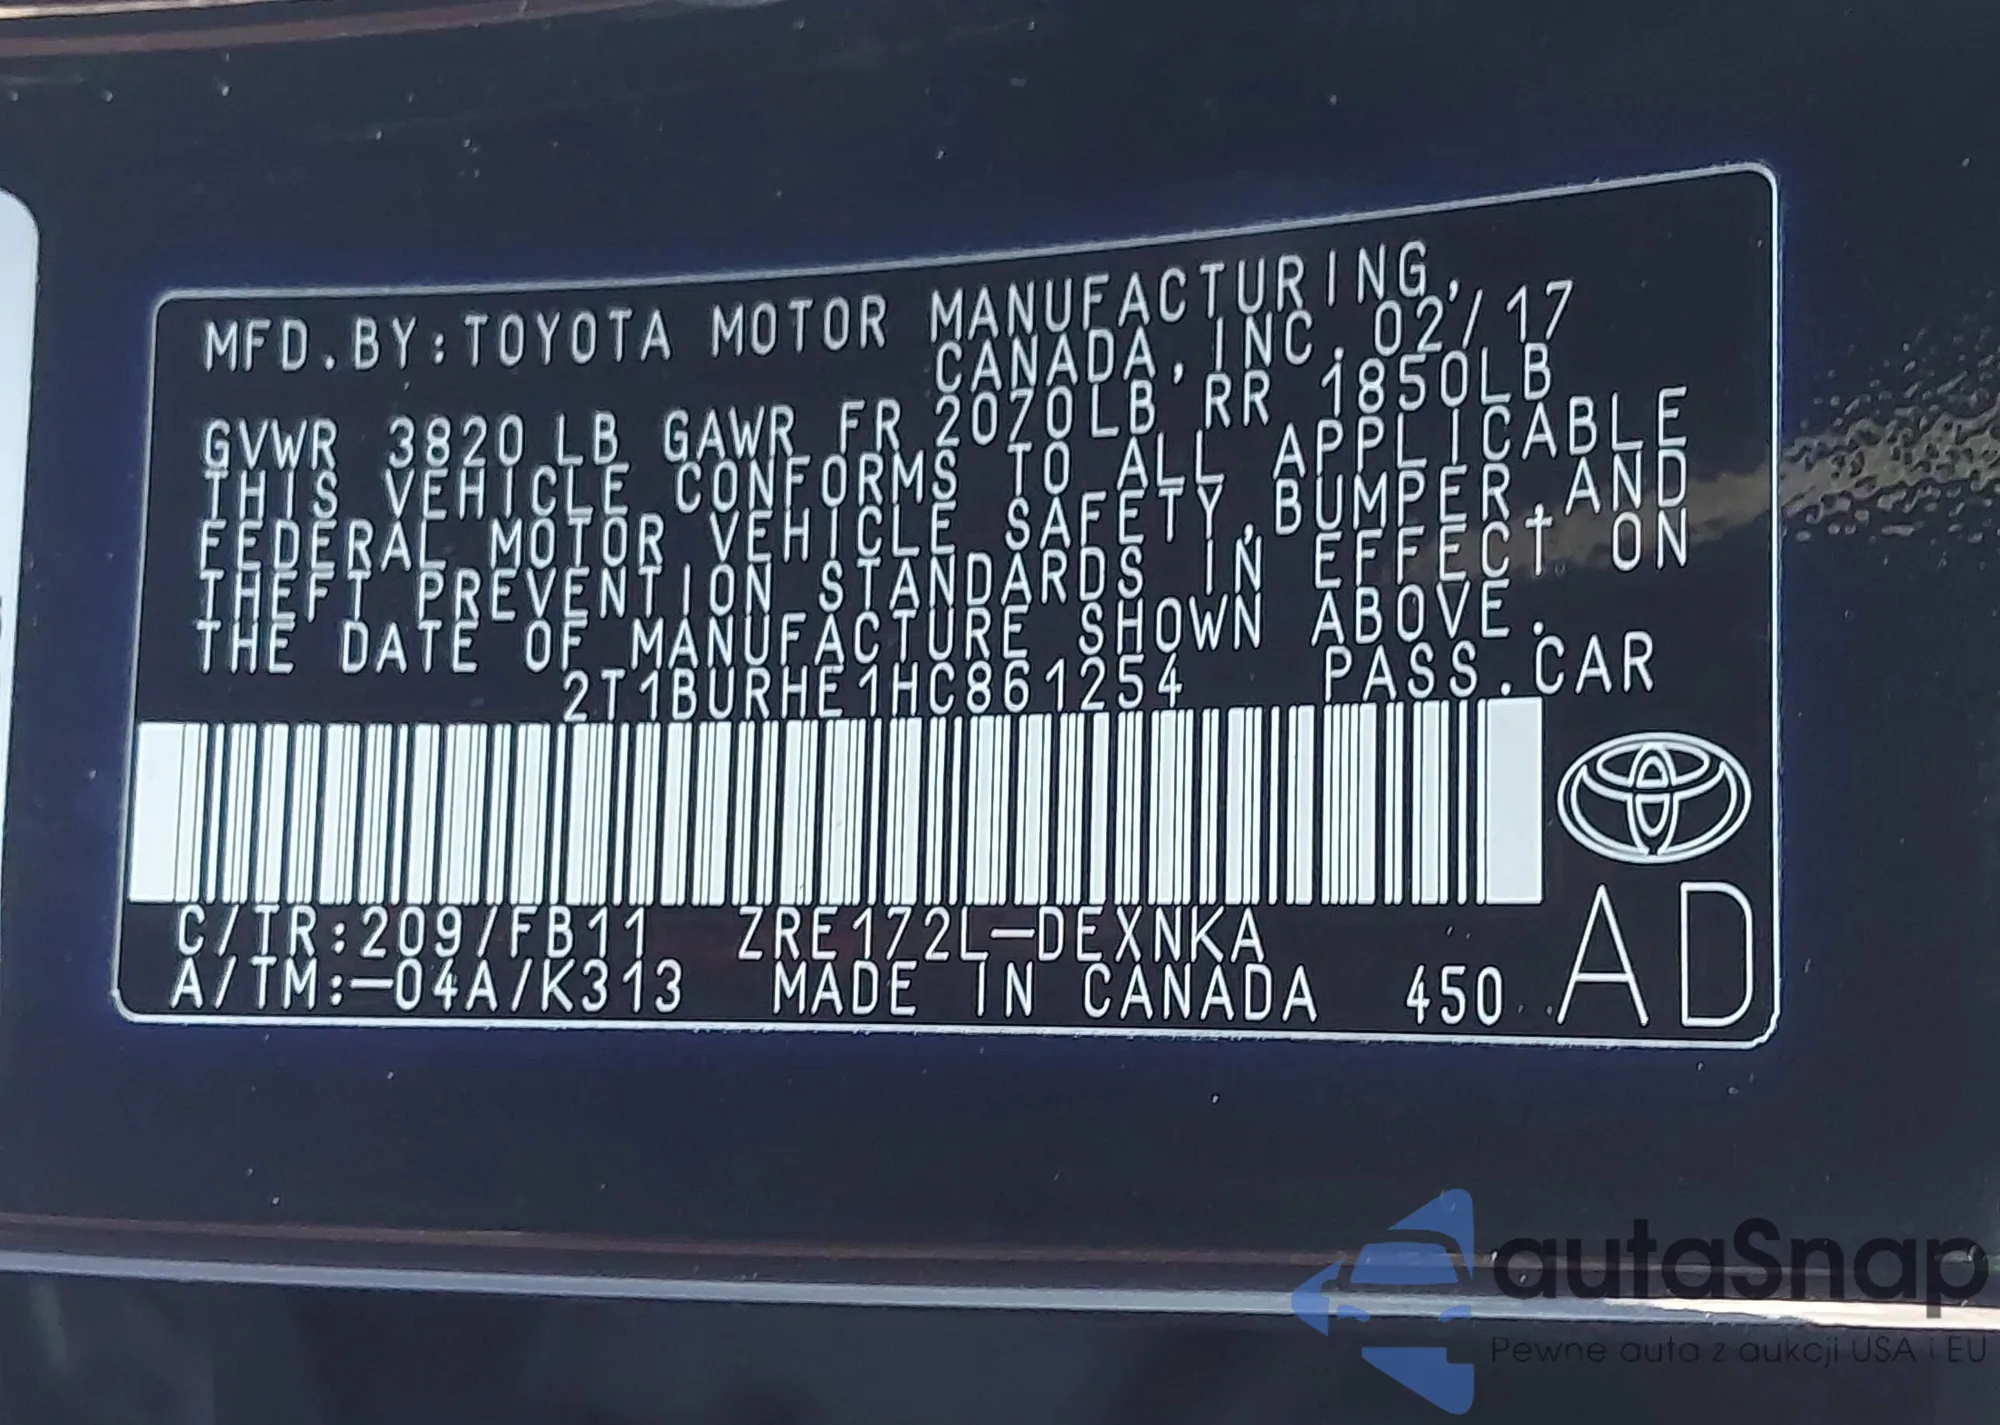 MFD.BY:TOYOTA MOTOR MANUFACTURING,
CANADA,INC. 02/17
GVWR 3820 LB GAWR FR 2070LB RR 1850LB
THIS VEHICLE CONFORMS TO ALL APPLICABLE
FEDERAL MOTOR VEHICLE SAFETY,BUMPER,AND
THEFT PREVENTION STANDARDS IN EFFECT ON
THE DATE OF MANUFACTURE SHOWN ABOVE.
2T1BURHE1HC861254 PASS.CAR
C/TR:209/FB11 ZRE172L-DEXNKA
A/TM:-04A/K313 MADE IN CANADA 450
AD
autaSnap
Pewne auta z aukcji USA i EU